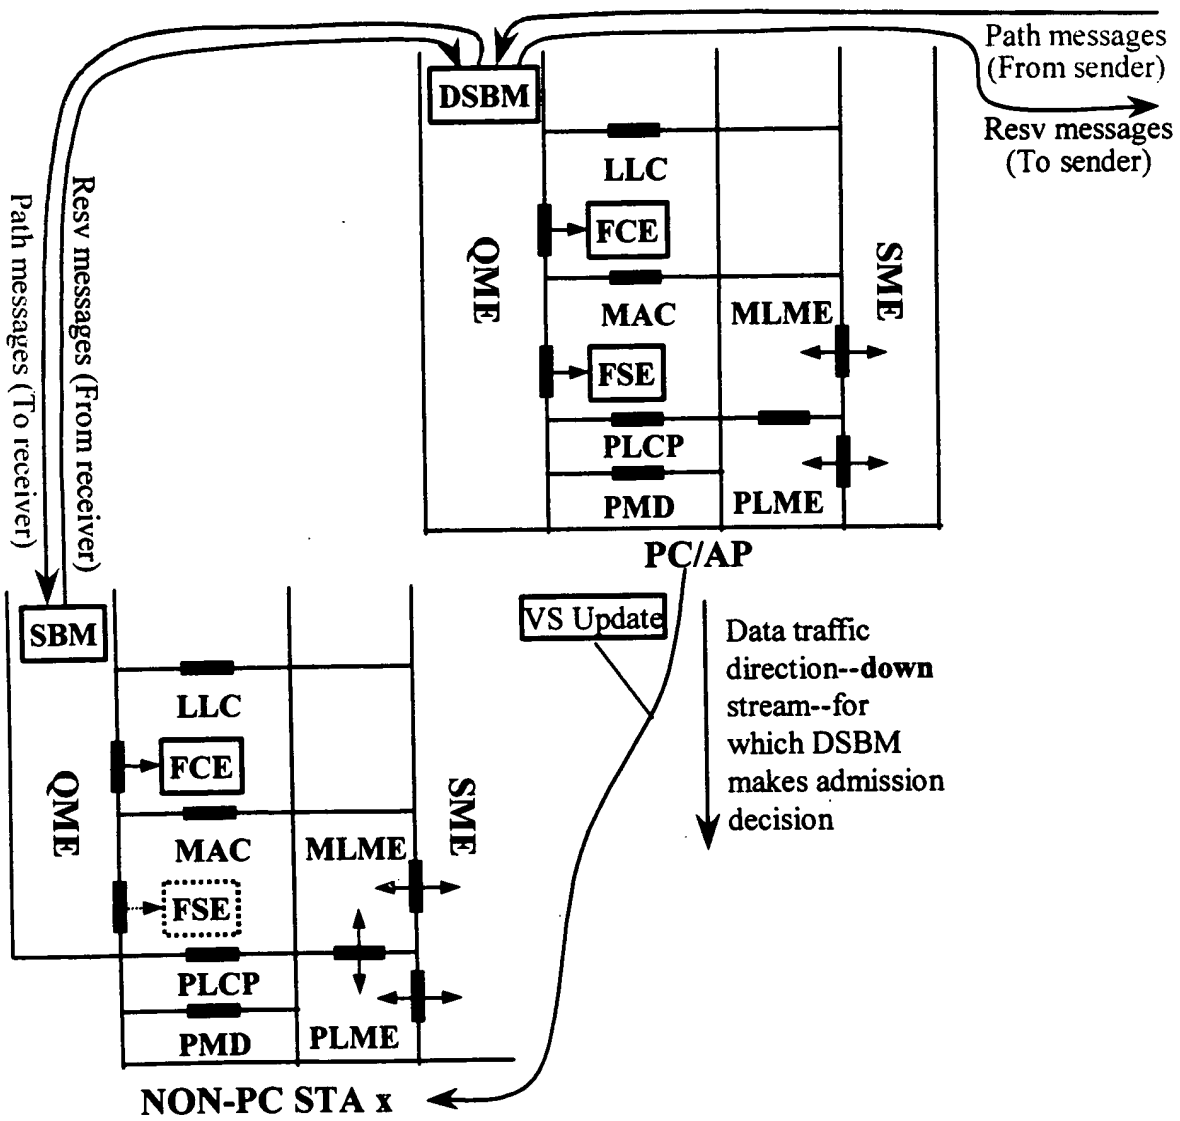 Path messages
(From sender)
DSBM
Resv messages
(To sender)
LLC
FCE
QME
SME
MAC
MLME
FSE
PLCP
PMD
PLME
PC/AP
Resv messages (From receiver)
Path messages (To receiver)
VS Update
Data traffic
direction--down
stream--for
which DSBM
makes admission
decision
SBM
LLC
FCE
QME
SME
MAC
MLME
FSE
PLCP
PMD
PLME
NON-PC STA x